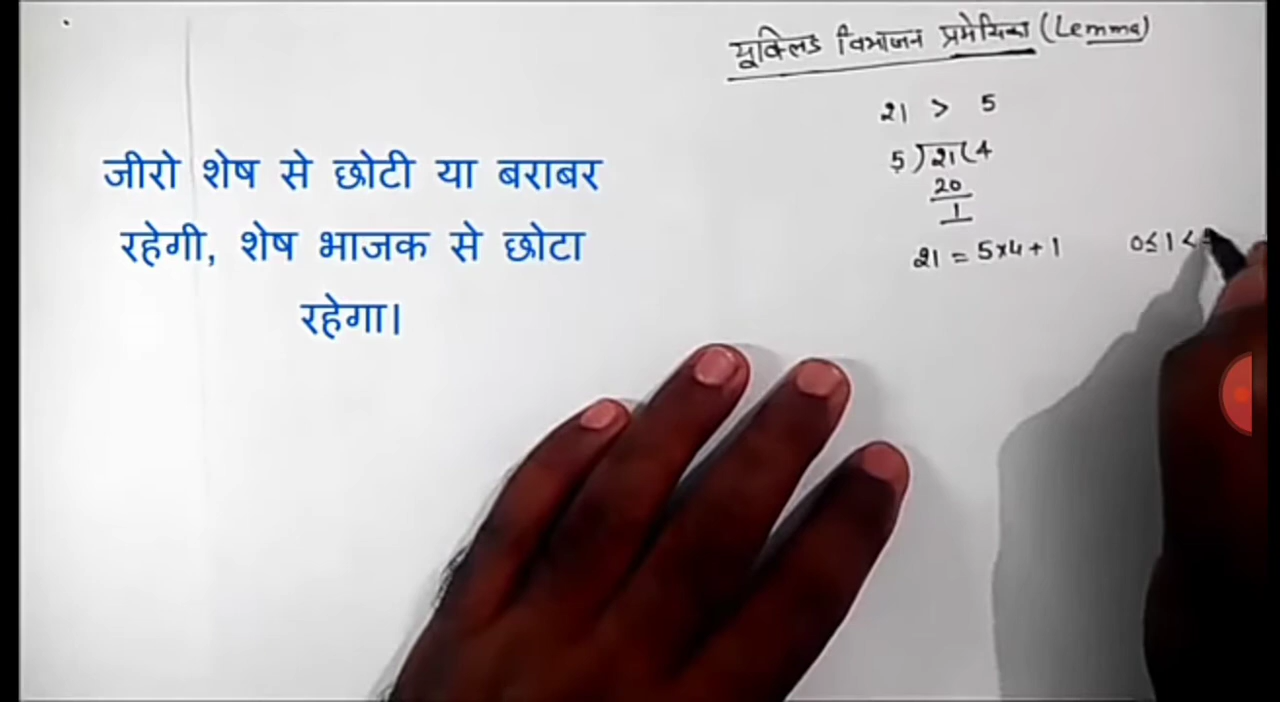 यूक्लिड विभाजन प्रमेयिका (Lemma)
21 > 5
5)21(4
20
1
21 = 5×4+1 0≤1<
जीरो शेष से छोटी या बराबर
रहेगी, शेष भाजक से छोटा
रहेगा।